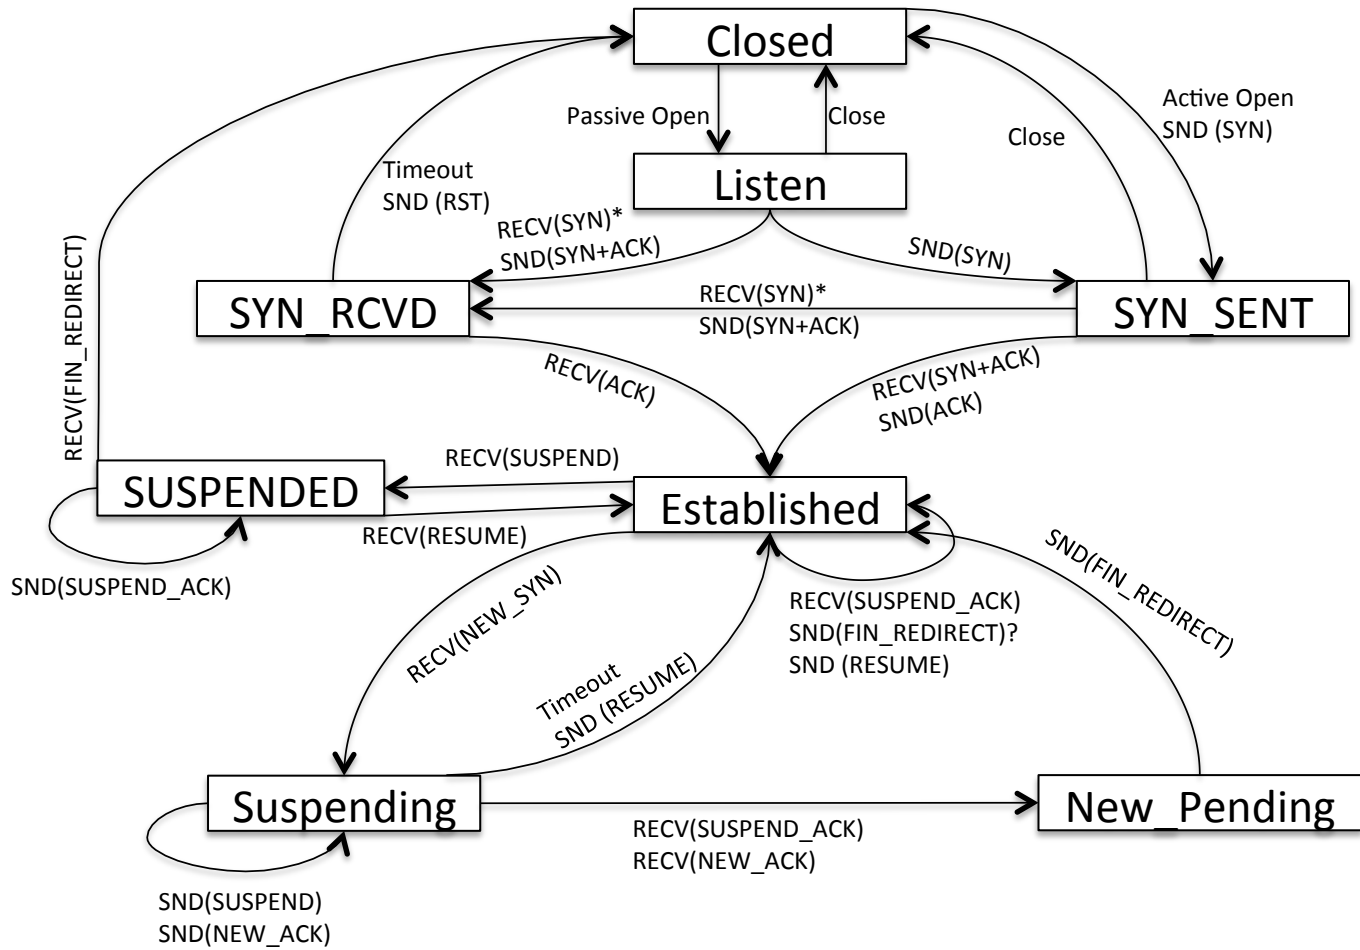 Closed
Passive Open
Close
Active Open
SND (SYN)
Close
Timeout
SND (RST)
Listen
RECV(SYN)*
SND(SYN+ACK)
SND(SYN)
RECV(FIN_REDIRECT)
SYN_RCVD
RECV(SYN)*
SND(SYN+ACK)
SYN_SENT
RECV(ACK)
RECV(SYN+ACK)
SND(ACK)
SUSPENDED
RECV(SUSPEND)
Established
RECV(RESUME)
SND(SUSPEND_ACK)
RECV(NEW_SYN)
Timeout
SND (RESUME)
RECV(SUSPEND_ACK)
SND(FIN_REDIRECT)?
SND (RESUME)
SND(FIN_REDIRECT)
Suspending
New_Pending
RECV(SUSPEND_ACK)
RECV(NEW_ACK)
SND(SUSPEND)
SND(NEW_ACK)